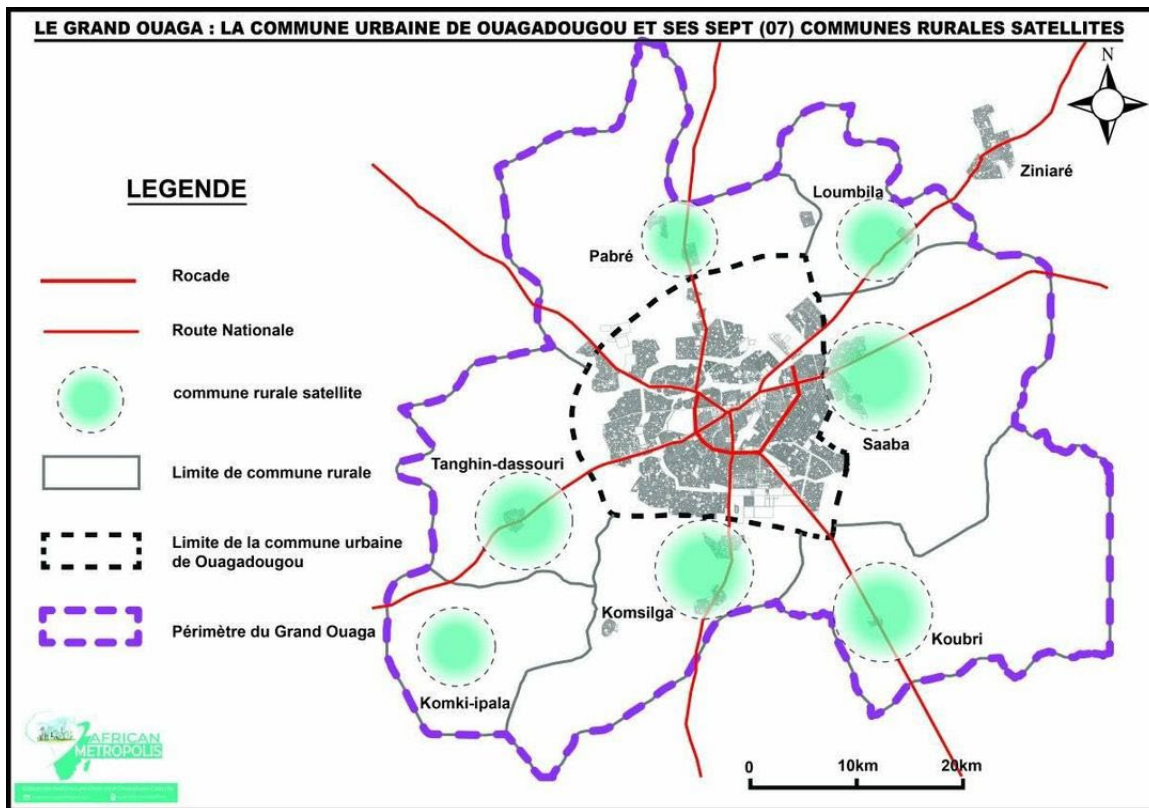 LE GRAND OUAGA : LA COMMUNE URBAINE DE OUAGADOUGOU ET SES SEPT (07) COMMUNES RURALES SATELLITES
N
Ziniaré
Loumbila
Pabré
LEGENDE
Rocade
Route Nationale
commune rurale satellite
Limite de commune rurale
Limite de la commune urbaine
de Ouagadougou
Périmètre du Grand Ouaga
Saaba
Tanghin-dassouri
Komsilga
Koubri
Komki-ipala
AFRICAN
METROPOLIS
0 10km 20km